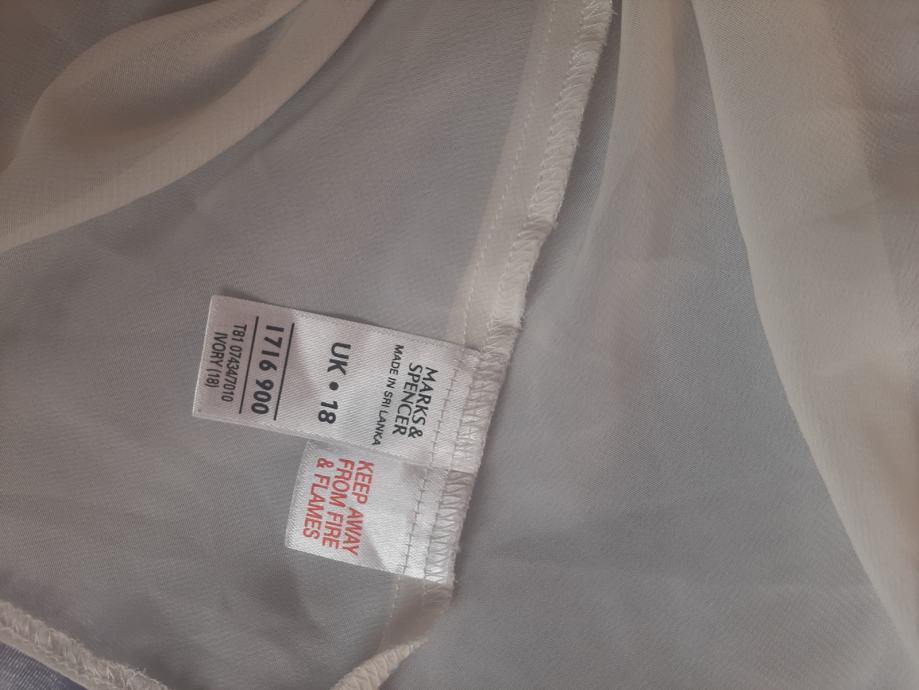 MARKS &
SPENCER
MADE IN SRI LANKA
UK • 18
1716 900
T81 07434/7010
IVORY (18)
KEEP AWAY
FROM FIRE
& FLAMES